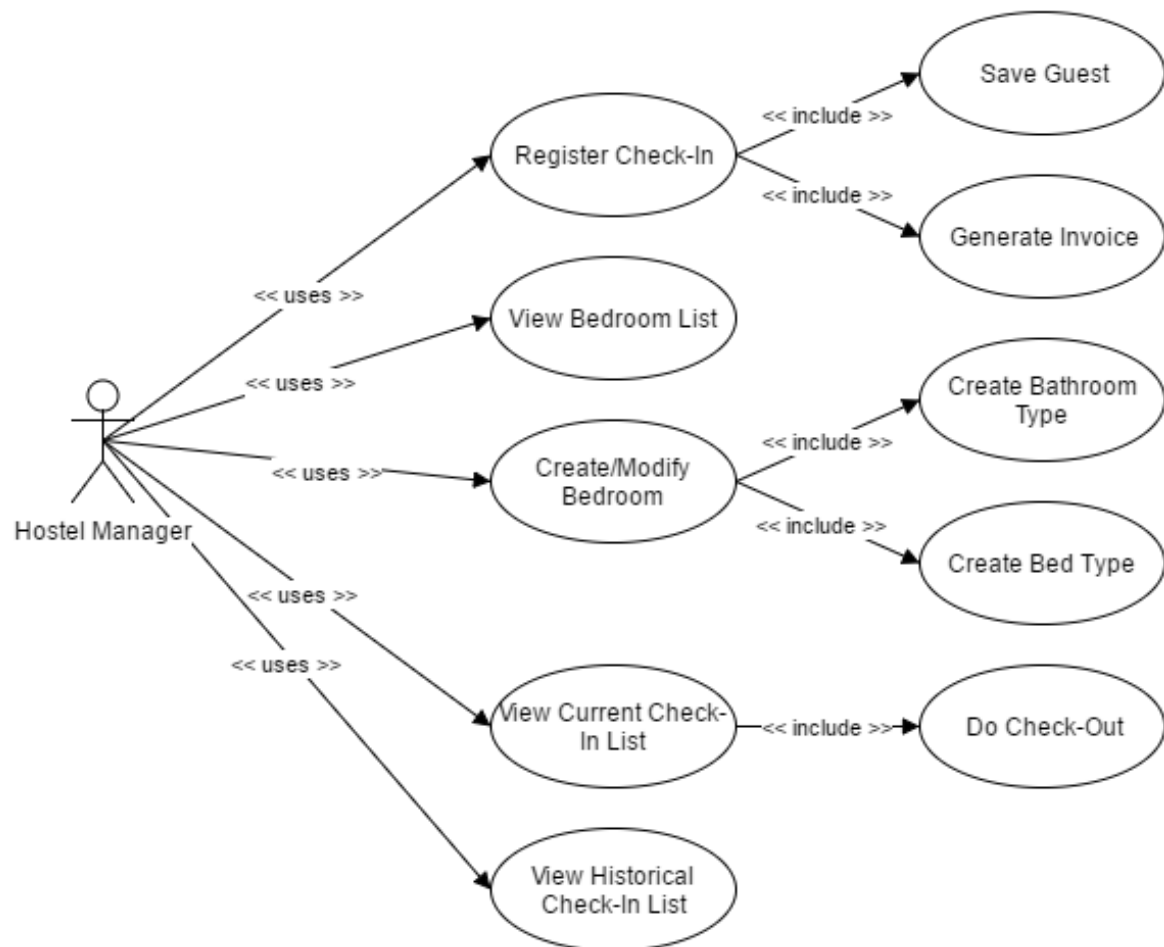 Save Guest
<< include >>
Register Check-In
<< include >>
Generate Invoice
<< uses >>
View Bedroom List
<< uses >>
Create Bathroom
Type
<< include >>
<< uses >>
Create/Modify
Bedroom
<< include >>
Hostel Manager
Create Bed Type
<< uses >>
<< uses >>
View Current Check-
In List
<< include >>
Do Check-Out
View Historical
Check-In List